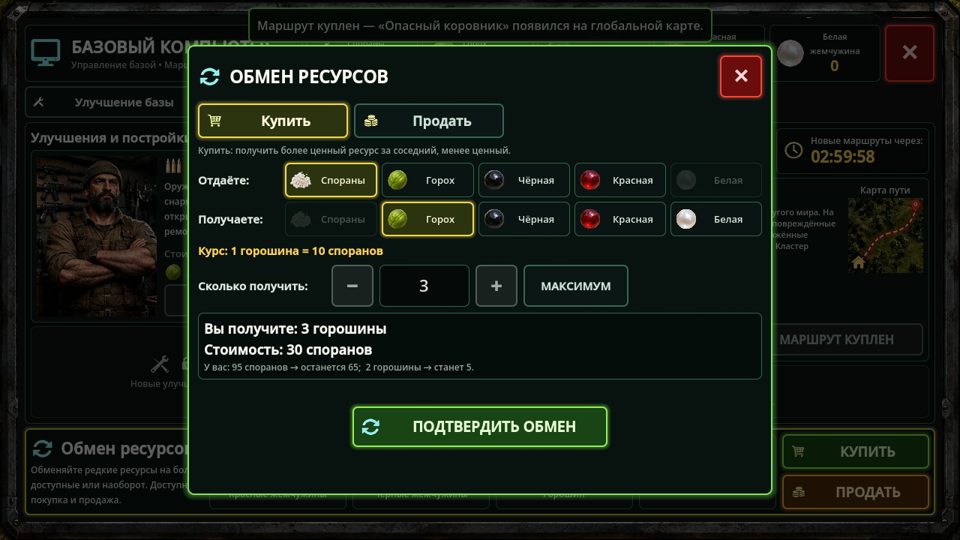 Маршрут куплен — «Опасный коровник» появился на глобальной карте.
БАЗОВЫЙ
Белая
жемчужина
0
Управление базой •
Улучшение базы
Улучшения и постройки
Новые маршруты через:
02:59:58
Карта пути
Кластер
МАРШРУТ КУПЛЕН
ОБМЕН РЕСУРСОВ
Купить
Продать
Купить: получить более ценный ресурс за соседний, менее ценный.
Отдаёте:
Спораны
Горох
Чёрная
Красная
Белая
Получаете:
Спораны
Горох
Чёрная
Красная
Белая
Курс: 1 горошина = 10 споранов
Сколько получить:
−
3
+
МАКСИМУМ
Вы получите: 3 горошины
Стоимость: 30 споранов
У вас: 95 споранов → останется 65; 2 горошины → станет 5.
ПОДТВЕРДИТЬ ОБМЕН
Обмен ресурсо
Обменяйте редкие ресурсы на бол
доступные или наоборот. Доступн
покупка и продажа.
КУПИТЬ
ПРОДАТЬ